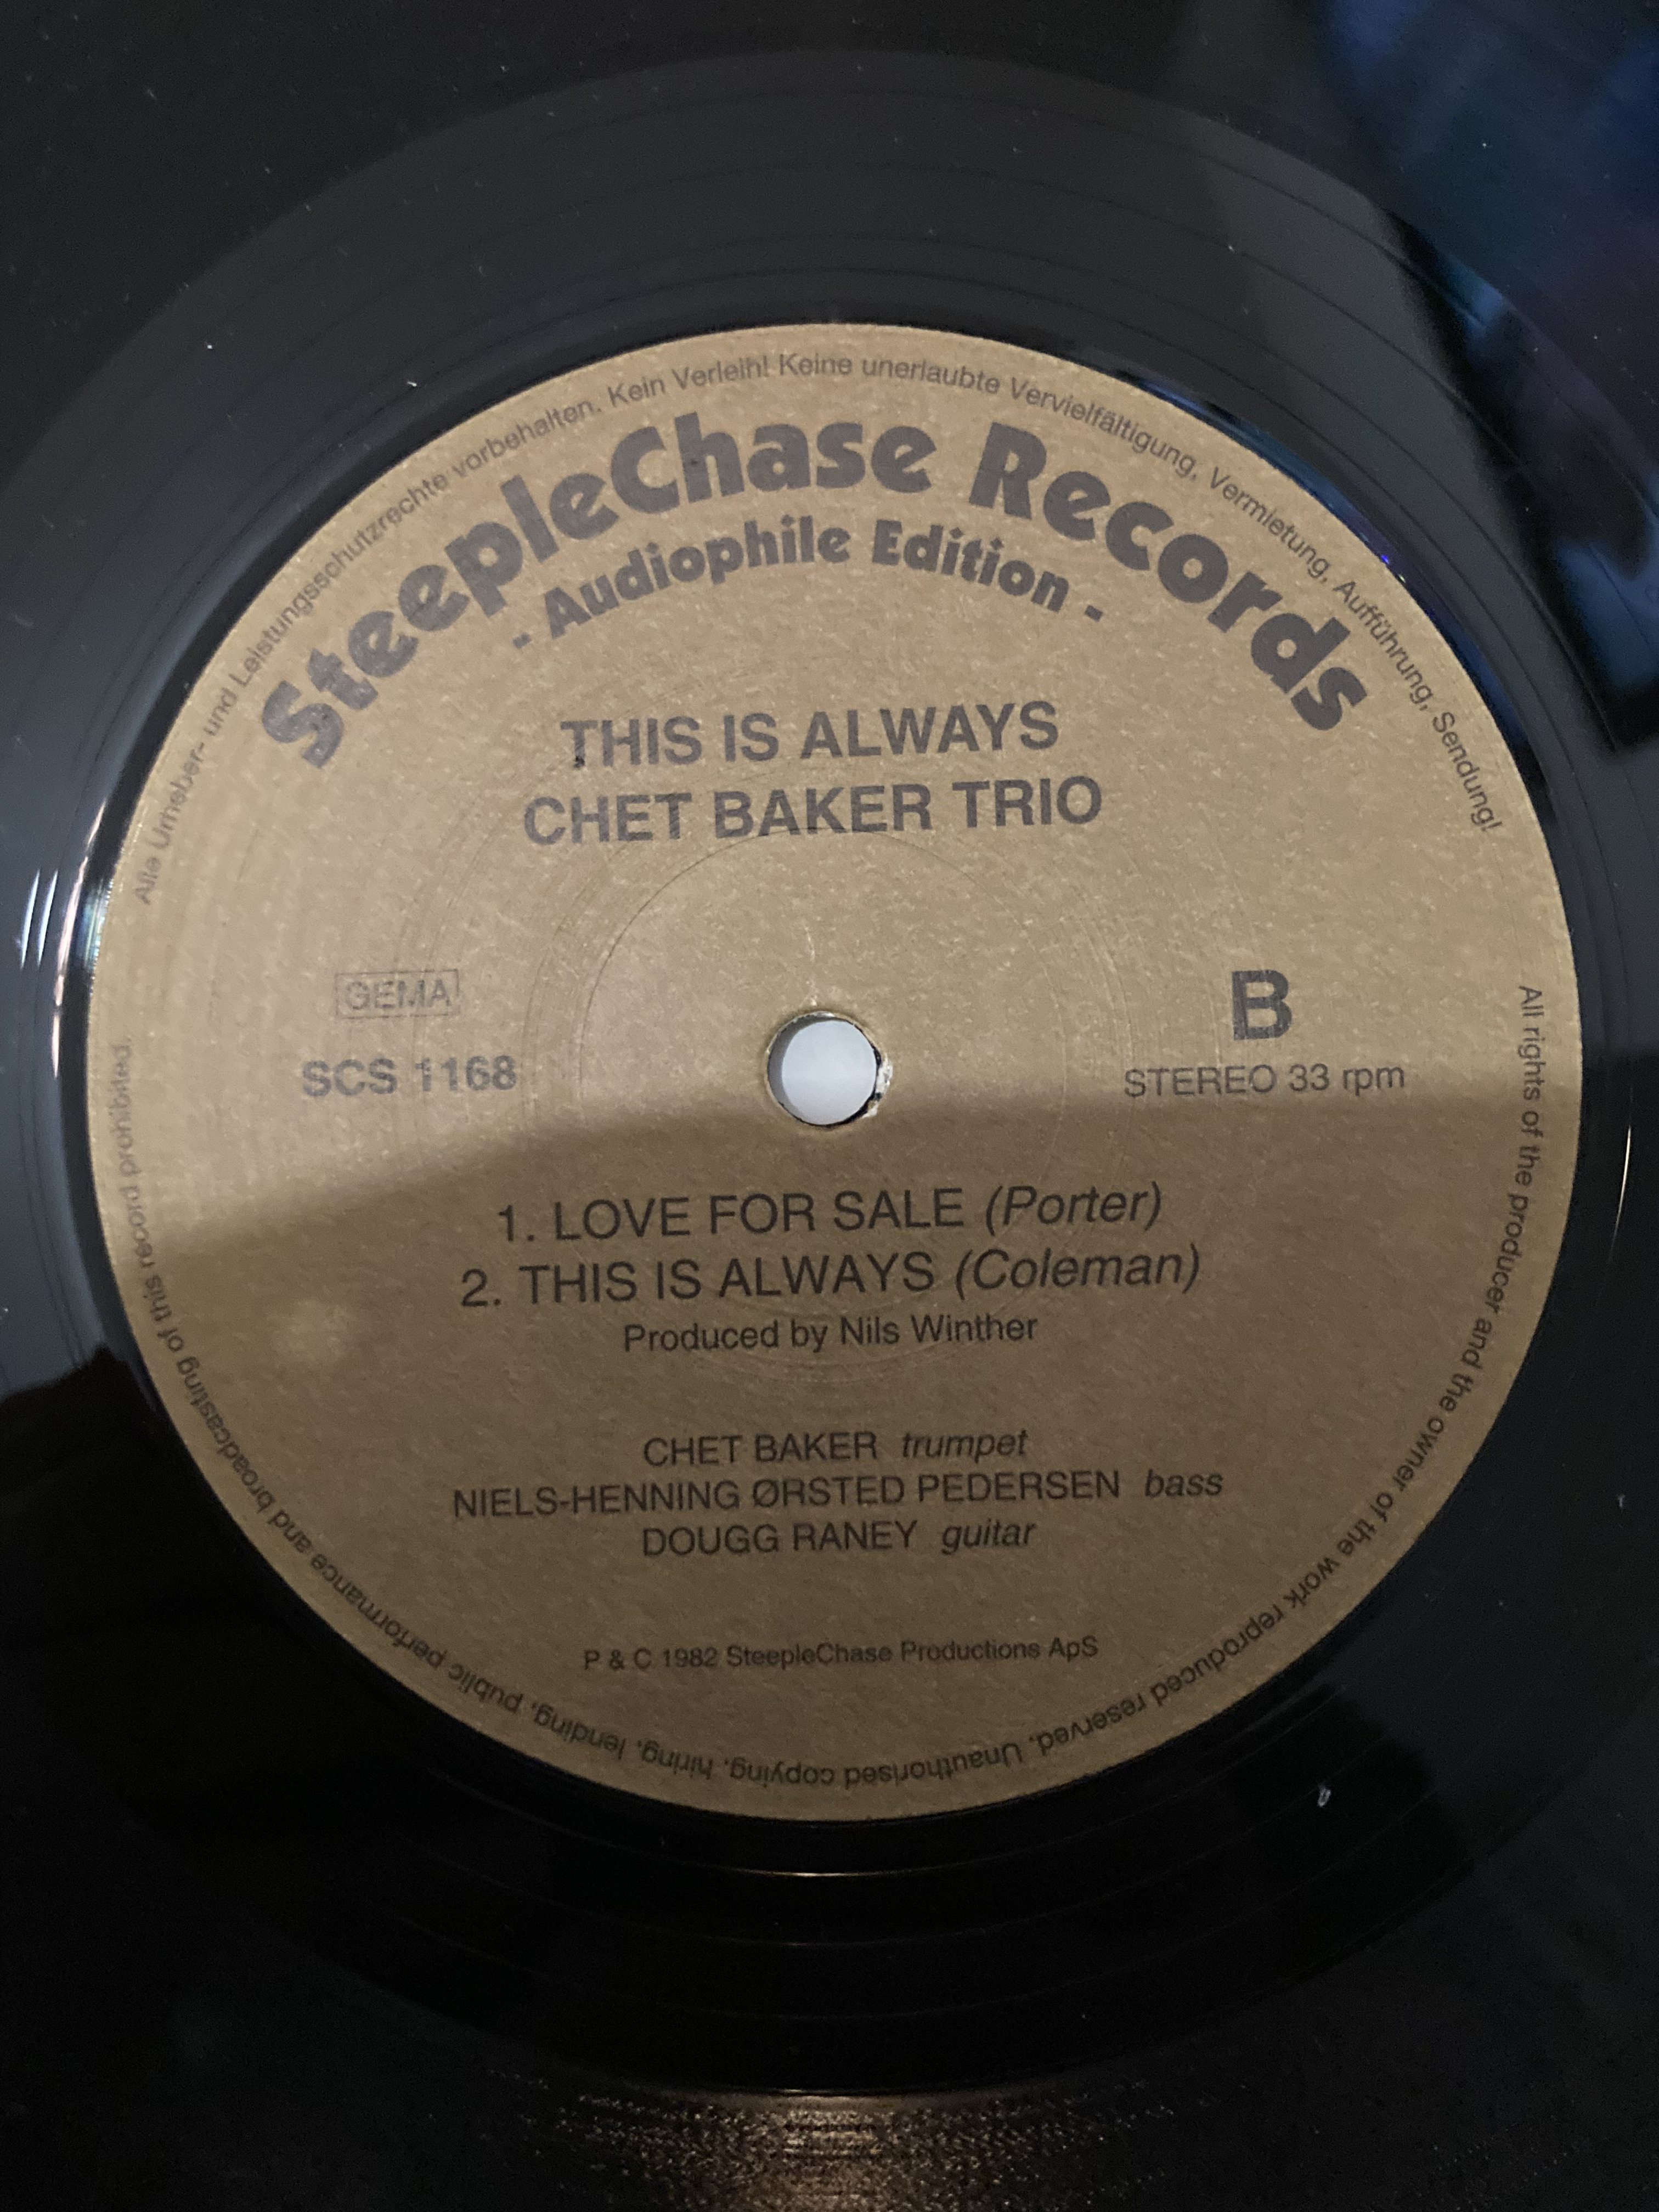 Alle Urheber- und Leistungsschutzrechte vorbehalten. Kein Verleih! Keine unerlaubte Vervielfältigung, Vermietung, Aufführung, Sendung!
SteepleChase Records
- Audiophile Edition -
THIS IS ALWAYS
CHET BAKER TRIO
GEMA
SCS 1168
B
STEREO 33 rpm
1. LOVE FOR SALE (Porter)
2. THIS IS ALWAYS (Coleman)
Produced by Nils Winther
CHET BAKER trumpet
NIELS-HENNING ØRSTED PEDERSEN bass
DOUGG RANEY guitar
P & C 1982 SteepleChase Productions ApS
All rights of the producer and the owner of the work reproduced reserved. Unauthorised copying, hiring, lending, public performance and broadcasting of this record prohibited.